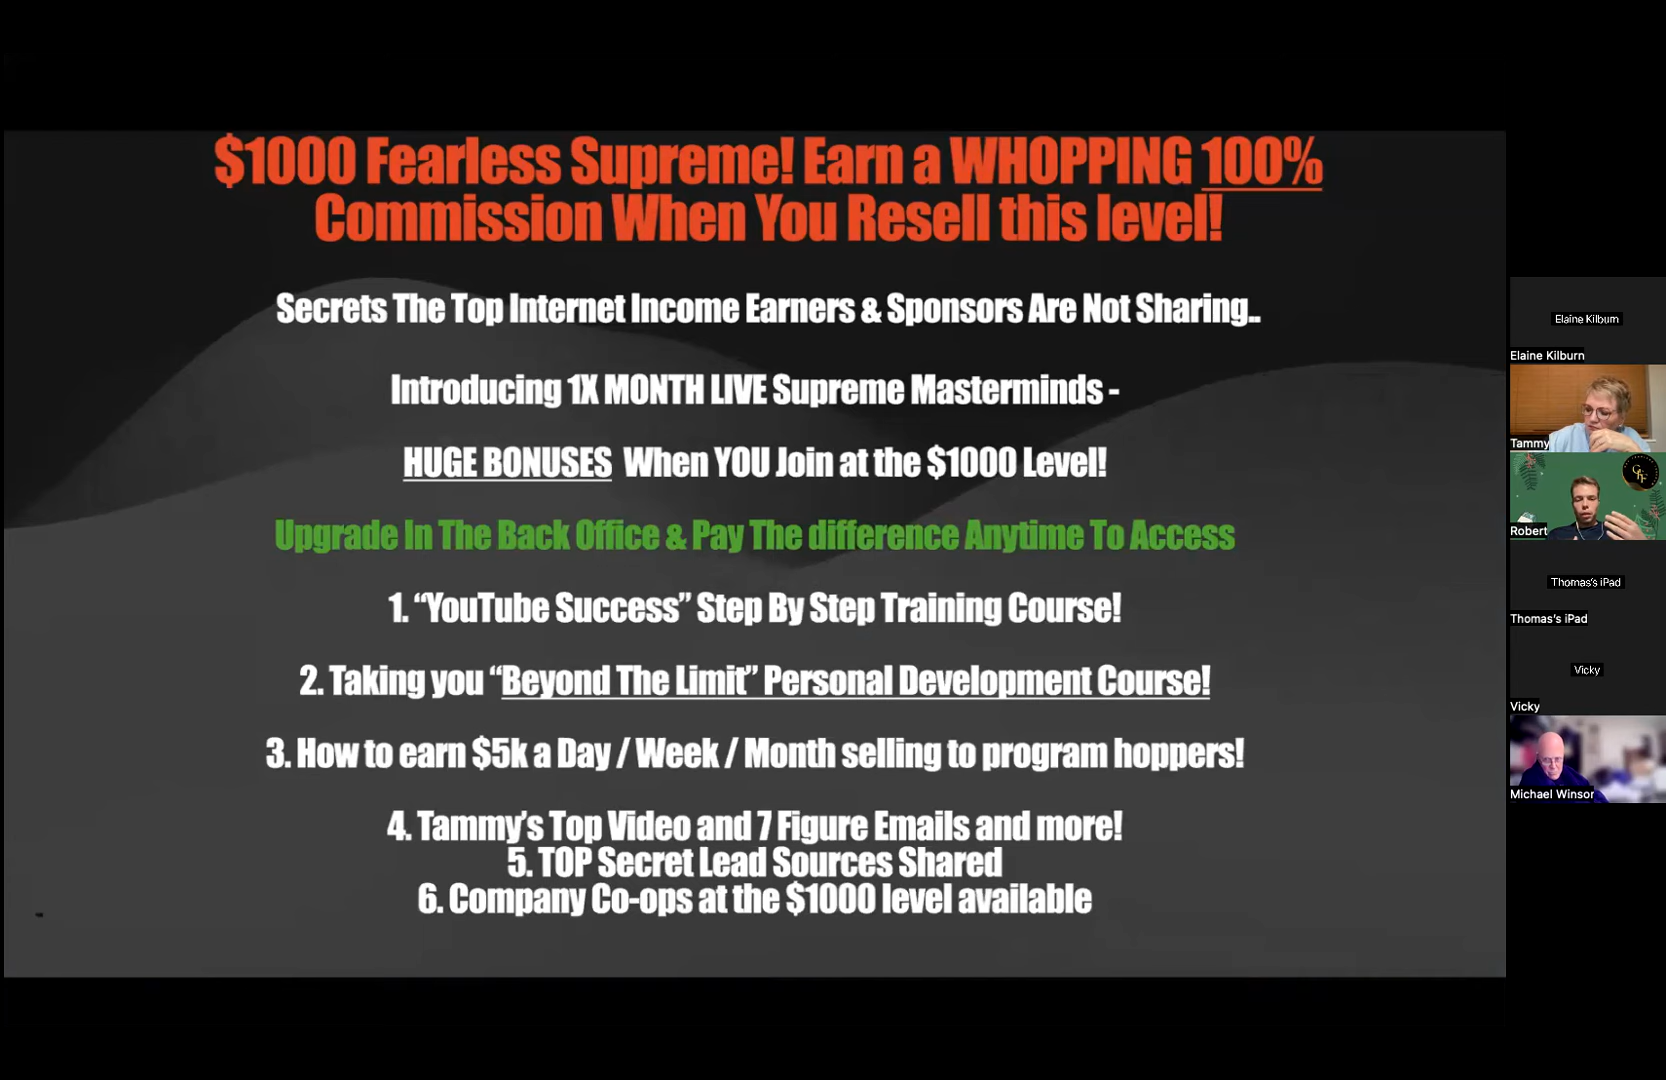 $1000 Fearless Supreme! Earn a WHOPPING 100%
Commission When You Resell this level!
Secrets The Top Internet Income Earners & Sponsors Are Not Sharing..
Introducing 1X MONTH LIVE Supreme Masterminds -
HUGE BONUSES When YOU Join at the $1000 Level!
Upgrade In The Back Office & Pay The difference Anytime To Access
1. “YouTube Success” Step By Step Training Course!
2. Taking you “Beyond The Limit” Personal Development Course!
3. How to earn $5k a Day / Week / Month selling to program hoppers!
4. Tammy’s Top Video and 7 Figure Emails and more!
5. TOP Secret Lead Sources Shared
6. Company Co-ops at the $1000 level available
Elaine Kilburn
Elaine Kilburn
Tammy
Robert
Thomas’s iPad
Thomas’s iPad
Vicky
Vicky
Michael Winsor